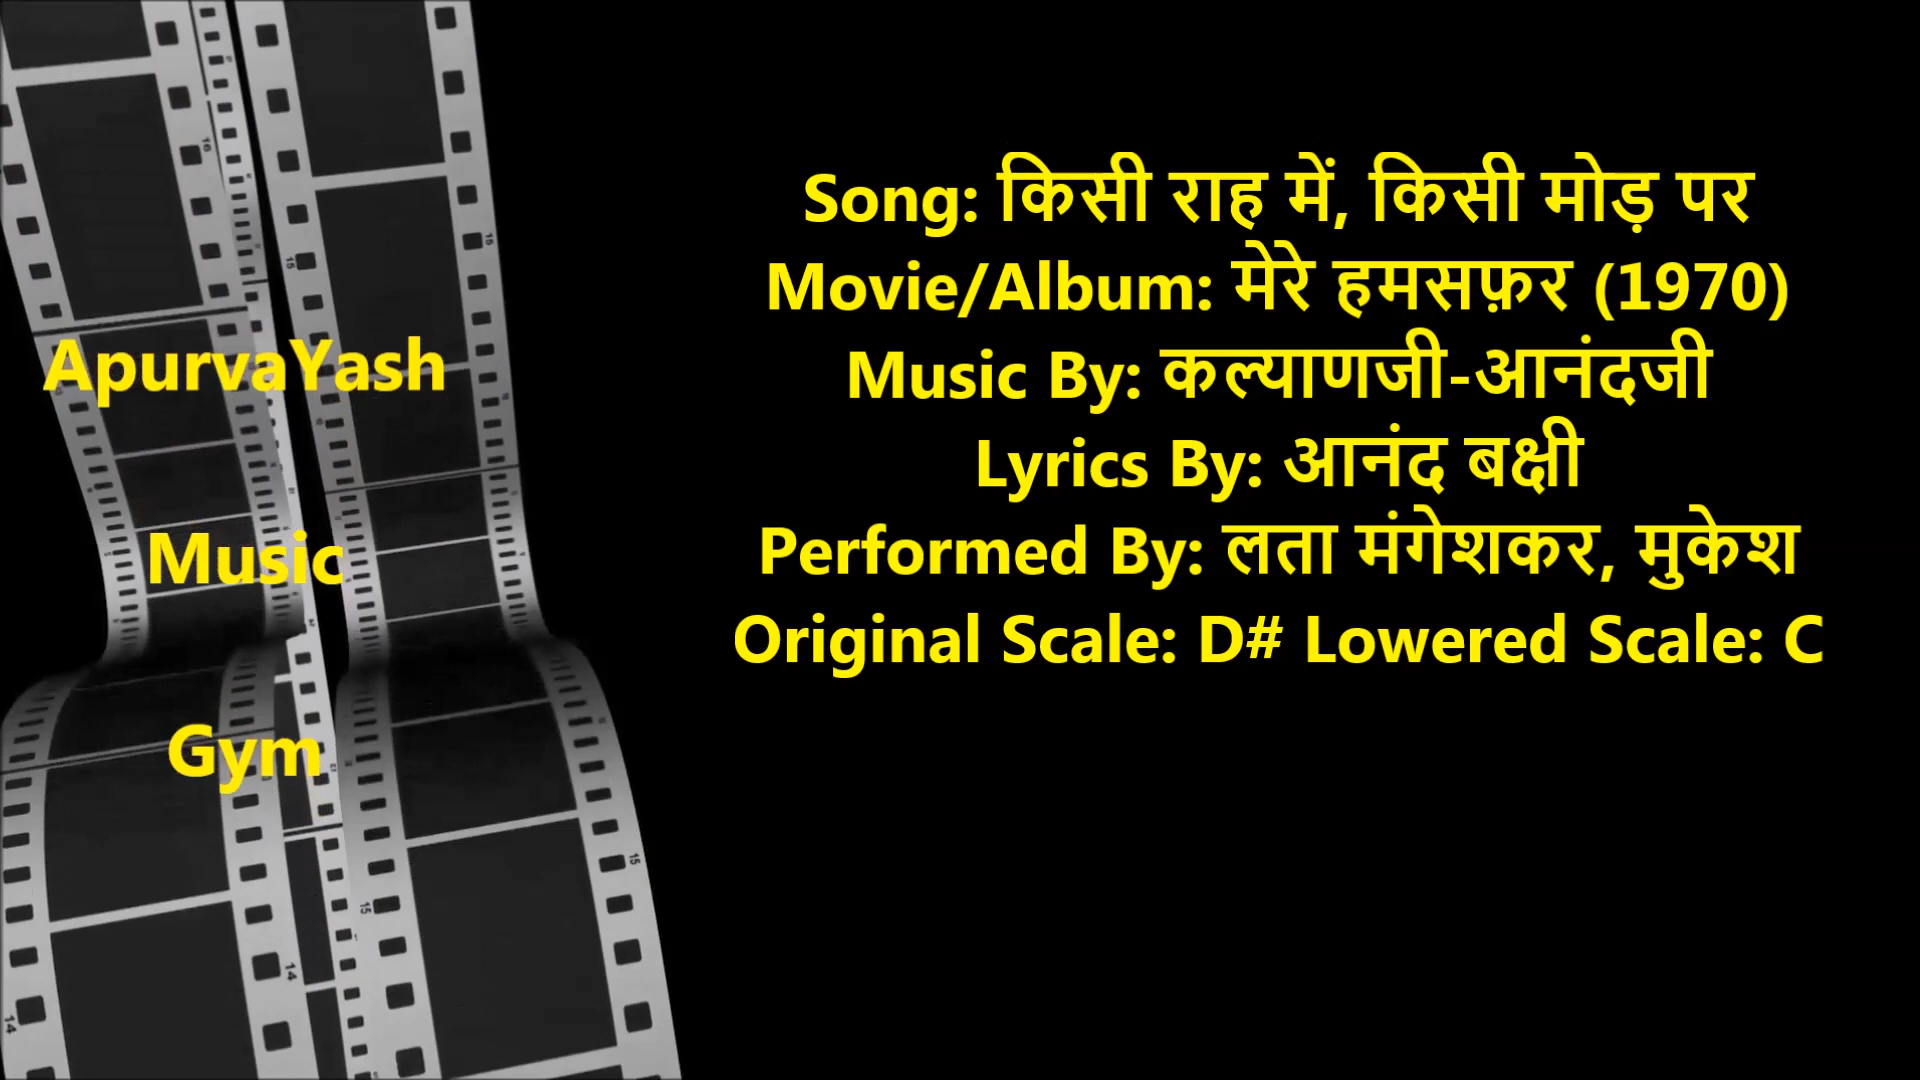 ApurvaYash
Music
Gym
Song: किसी राह में, किसी मोड़ पर
Movie/Album: मेरे हमसफ़र (1970)
Music By: कल्याणजी-आनंदजी
Lyrics By: आनंद बक्षी
Performed By: लता मंगेशकर, मुकेश
Original Scale: D# Lowered Scale: C